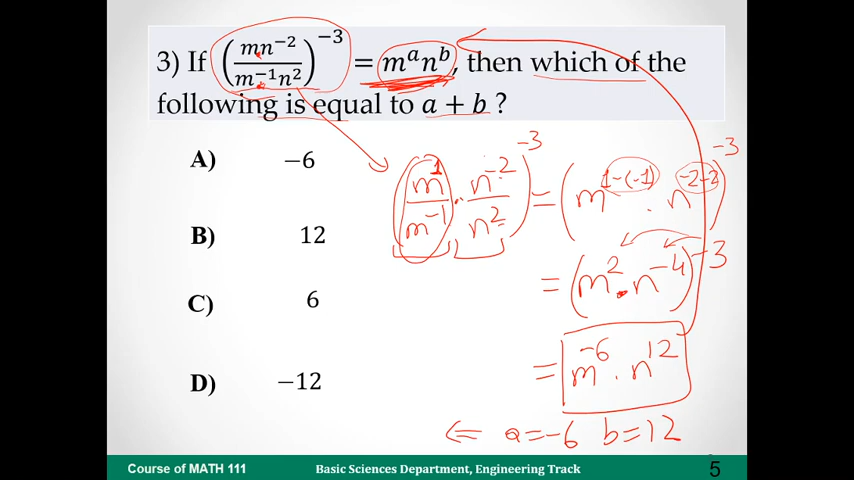 3) If (mn⁻² / m⁻¹n²)⁻³ = mᵃnᵇ, then which of the
following is equal to a + b ?
A) −6
B) 12
C) 6
D) −12
(m¹/m⁻¹ · n⁻²/n²)⁻³ = (m¹⁻⁽⁻¹⁾ · n⁻²⁻²)⁻³
= (m² · n⁻⁴)⁻³
= m⁻⁶ · n¹²
⇐ a=−6 b=12
Course of MATH 111 Basic Sciences Department, Engineering Track 5